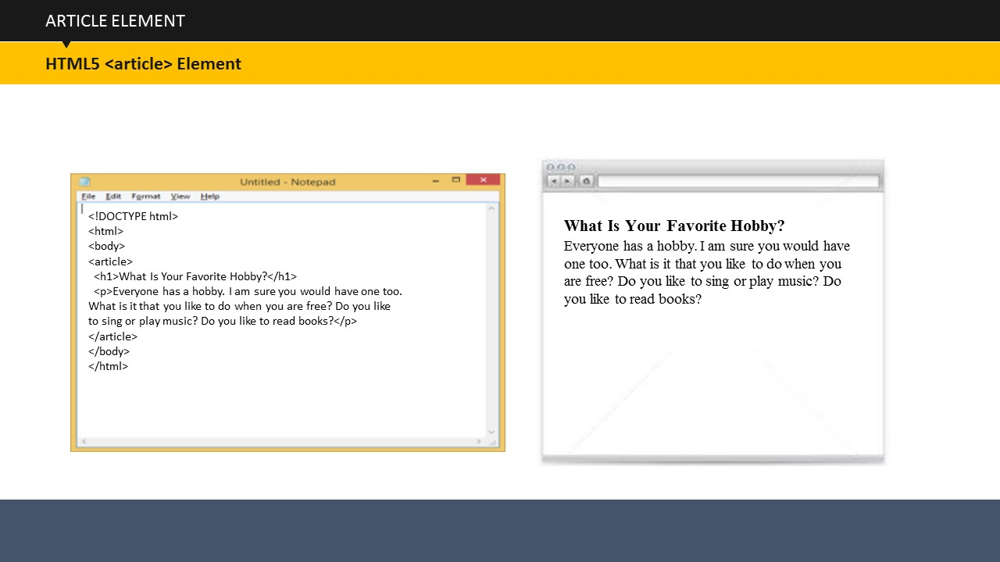 ARTICLE ELEMENT
HTML5 <article> Element
Untitled - Notepad
File Edit Format View Help
<!DOCTYPE html>
<html>
<body>
<article>
<h1>What Is Your Favorite Hobby?</h1>
<p>Everyone has a hobby. I am sure you would have one too.
What is it that you like to do when you are free? Do you like
to sing or play music? Do you like to read books?</p>
</article>
</body>
</html>
What Is Your Favorite Hobby?
Everyone has a hobby. I am sure you would have
one too. What is it that you like to do when you
are free? Do you like to sing or play music? Do
you like to read books?